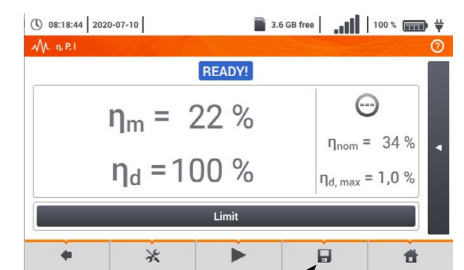 08:18:44 2020-07-10 3.6 GB free 100 %
η, P, I
READY!
ηm = 22 %
ηd = 100 %
ηnom = 34 %
ηd, max = 1,0 %
Limit